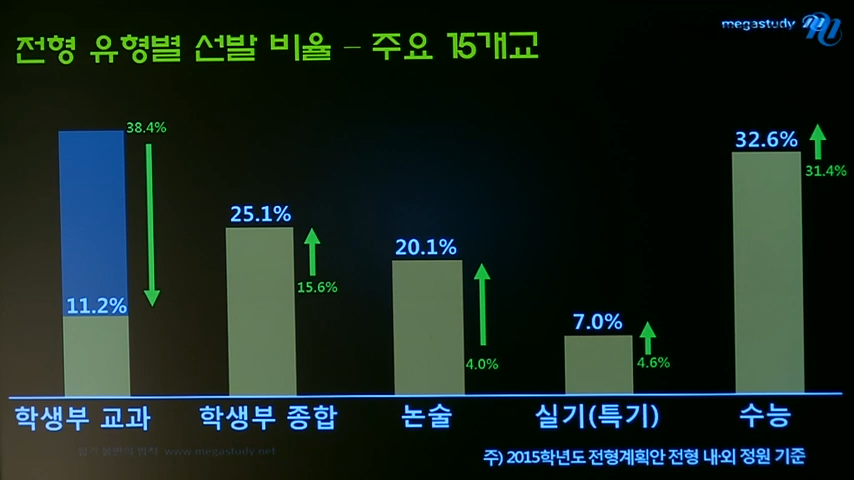 megastudy
전형 유형별 선발 비율 – 주요 15개교
38.4%
11.2%
25.1%
15.6%
20.1%
4.0%
7.0%
4.6%
32.6%
31.4%
학생부 교과 학생부 종합 논술 실기(특기) 수능
www.megastudy.net
주) 2015학년도 전형계획안 전형 내·외 정원 기준